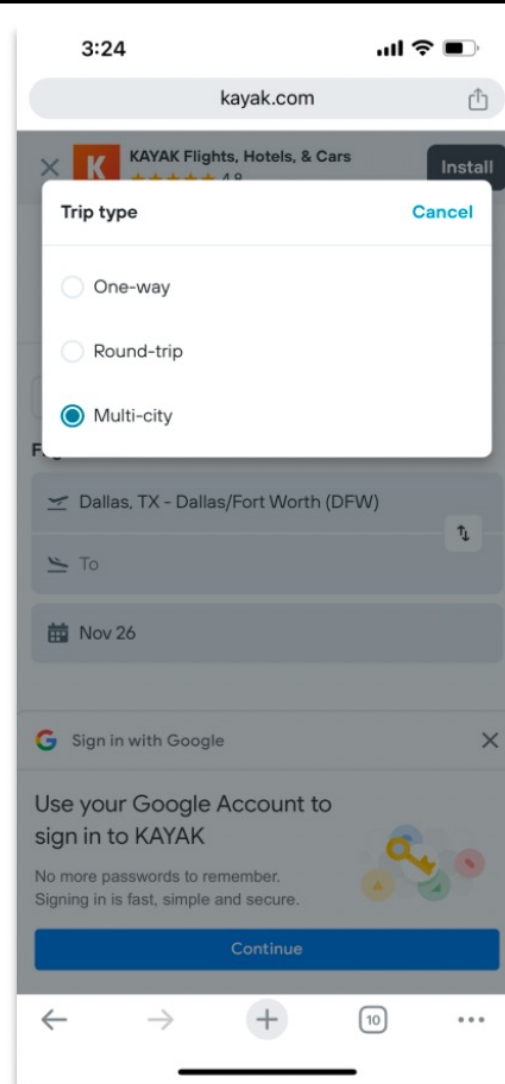 3:24
kayak.com
K KAYAK Flights, Hotels, & Cars
4.8
Install
Trip type Cancel
One-way
Round-trip
Multi-city
Dallas, TX - Dallas/Fort Worth (DFW)
To
Nov 26
Sign in with Google
Use your Google Account to
sign in to KAYAK
No more passwords to remember.
Signing in is fast, simple and secure.
Continue
10